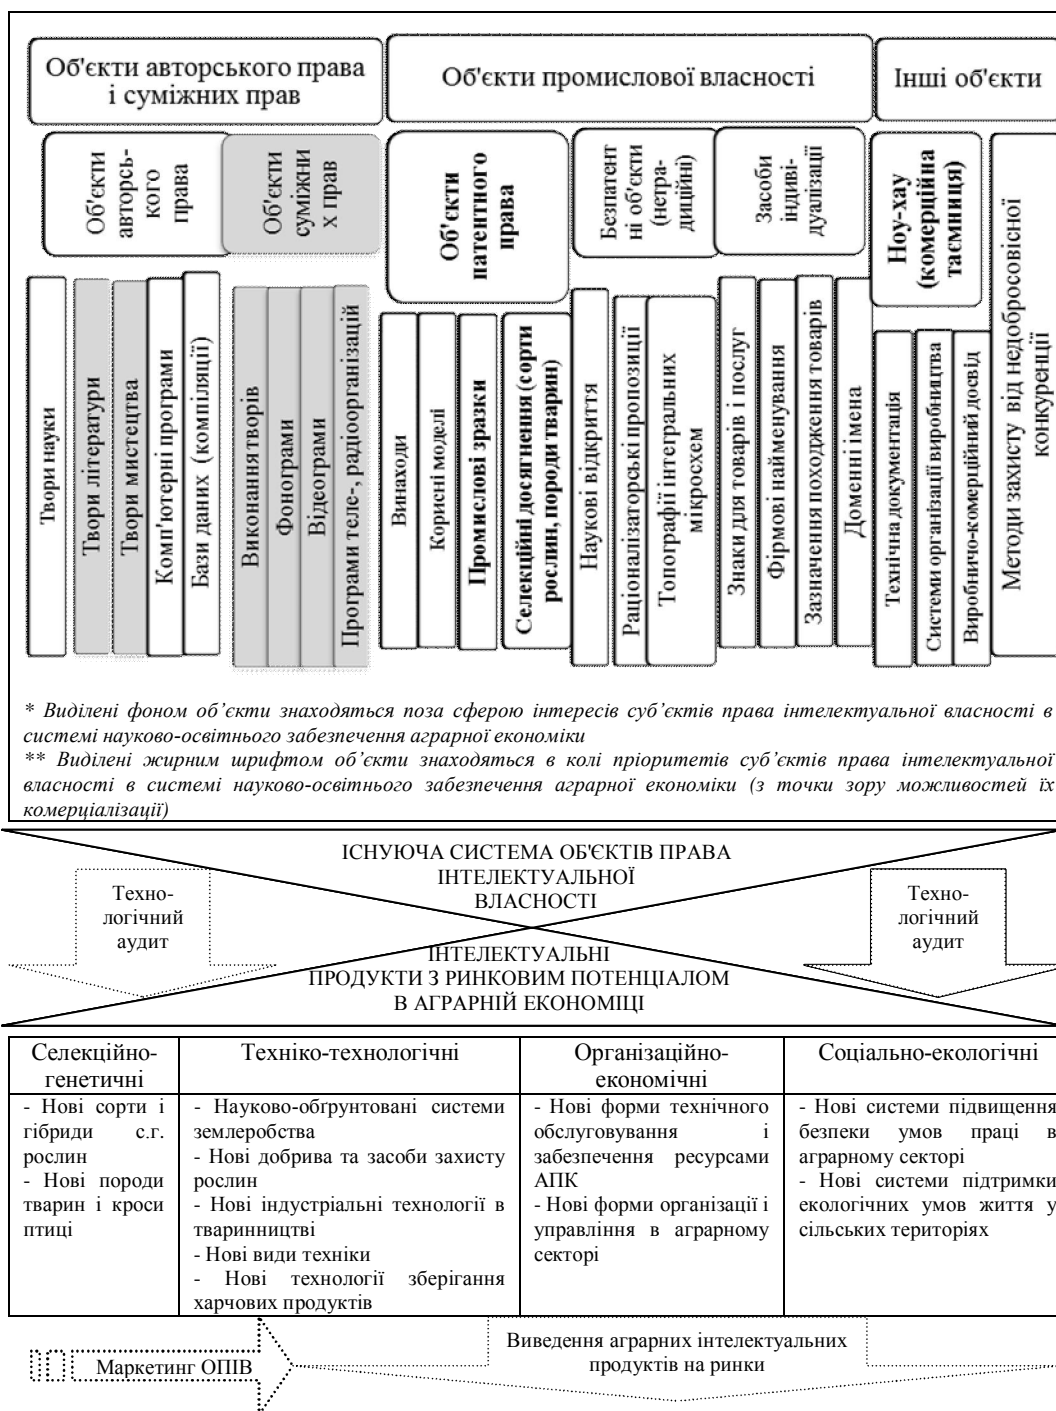 Об'єкти авторського права
і суміжних прав
Об'єкти промислової власності
Інші об'єкти
Об'єкти
авторсь-
кого
права
Об'єкти
суміжни
х прав
Об'єкти
патентного
права
Безпатент
ні об'єкти
(нетра-
диційні)
Засоби
індиві-
дуалізації
Ноу-хау
(комерційна
таємниця)
Методи захисту від недобросовісної
конкуренції
Твори науки
Твори літератури
Твори мистецтва
Комп'ютерні програми
Бази даних (компіляції)
Виконання творів
Фонограми
Відеограми
Програми теле-, радіоорганізацій
Винаходи
Корисні моделі
Промислові зразки
Селекційні досягнення (сорти
рослин, породи тварин)
Наукові відкриття
Раціоналізаторські пропозиції
Топографії інтегральних
мікросхем
Знаки для товарів і послуг
Фірмові найменування
Зазначення походження товарів
Доменні імена
Технічна документація
Системи організації виробництва
Виробничо-комерційний досвід
* Виділені фоном об’єкти знаходяться поза сферою інтересів суб’єктів права інтелектуальної власності в
системі науково-освітнього забезпечення аграрної економіки
** Виділені жирним шрифтом об’єкти знаходяться в колі пріоритетів суб’єктів права інтелектуальної
власності в системі науково-освітнього забезпечення аграрної економіки (з точки зору можливостей їх
комерціалізації)
ІСНУЮЧА СИСТЕМА ОБ'ЄКТІВ ПРАВА
ІНТЕЛЕКТУАЛЬНОЇ
ВЛАСНОСТІ
Техно-
логічний
аудит
Техно-
логічний
аудит
ІНТЕЛЕКТУАЛЬНІ
ПРОДУКТИ З РИНКОВИМ ПОТЕНЦІАЛОМ
В АГРАРНІЙ ЕКОНОМІЦІ
Селекційно-
генетичні
Техніко-технологічні
Організаційно-
економічні
Соціально-екологічні
- Нові сорти і
гібриди с.г.
рослин
- Нові породи
тварин і кроси
птиці
- Науково-обґрунтовані системи
землеробства
- Нові добрива та засоби захисту
рослин
- Нові індустріальні технології в
тваринництві
- Нові види техніки
- Нові технології зберігання
харчових продуктів
- Нові форми технічного
обслуговування і
забезпечення ресурсами
АПК
- Нові форми організації і
управління в аграрному
секторі
- Нові системи підвищення
безпеки умов праці в
аграрному секторі
- Нові системи підтримки
екологічних умов життя у
сільських територіях
Маркетинг ОПІВ
Виведення аграрних інтелектуальних
продуктів на ринки